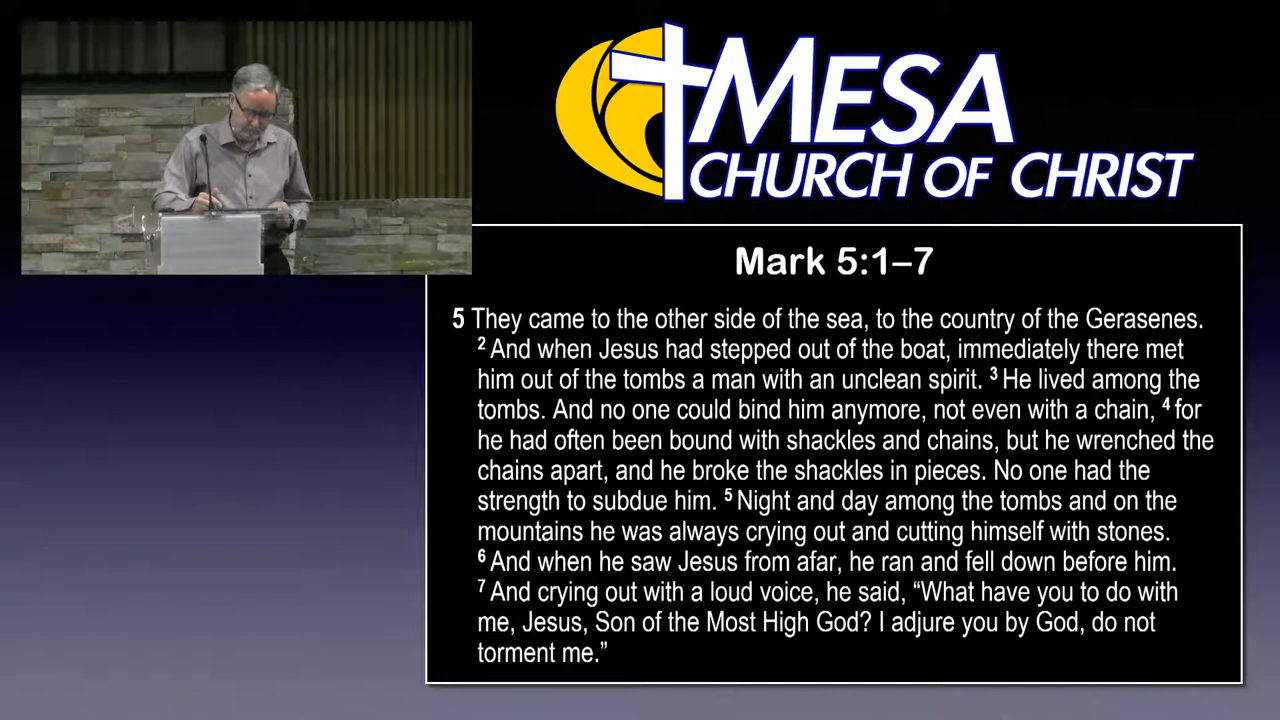 MESA
CHURCH OF CHRIST
Mark 5:1–7
5 They came to the other side of the sea, to the country of the Gerasenes.
2 And when Jesus had stepped out of the boat, immediately there met
him out of the tombs a man with an unclean spirit. 3 He lived among the
tombs. And no one could bind him anymore, not even with a chain, 4 for
he had often been bound with shackles and chains, but he wrenched the
chains apart, and he broke the shackles in pieces. No one had the
strength to subdue him. 5 Night and day among the tombs and on the
mountains he was always crying out and cutting himself with stones.
6 And when he saw Jesus from afar, he ran and fell down before him.
7 And crying out with a loud voice, he said, “What have you to do with
me, Jesus, Son of the Most High God? I adjure you by God, do not
torment me.”